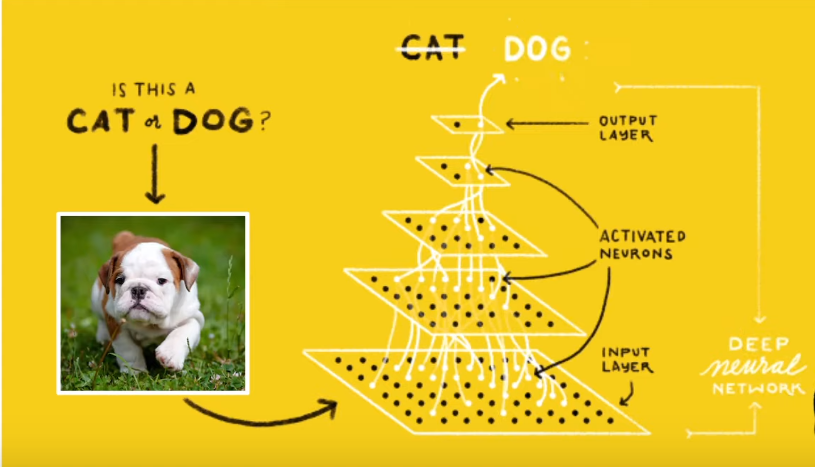 IS THIS A
CAT or DOG?
CAT DOG
OUTPUT
LAYER
ACTIVATED
NEURONS
INPUT
LAYER
DEEP
neural
NETWORK